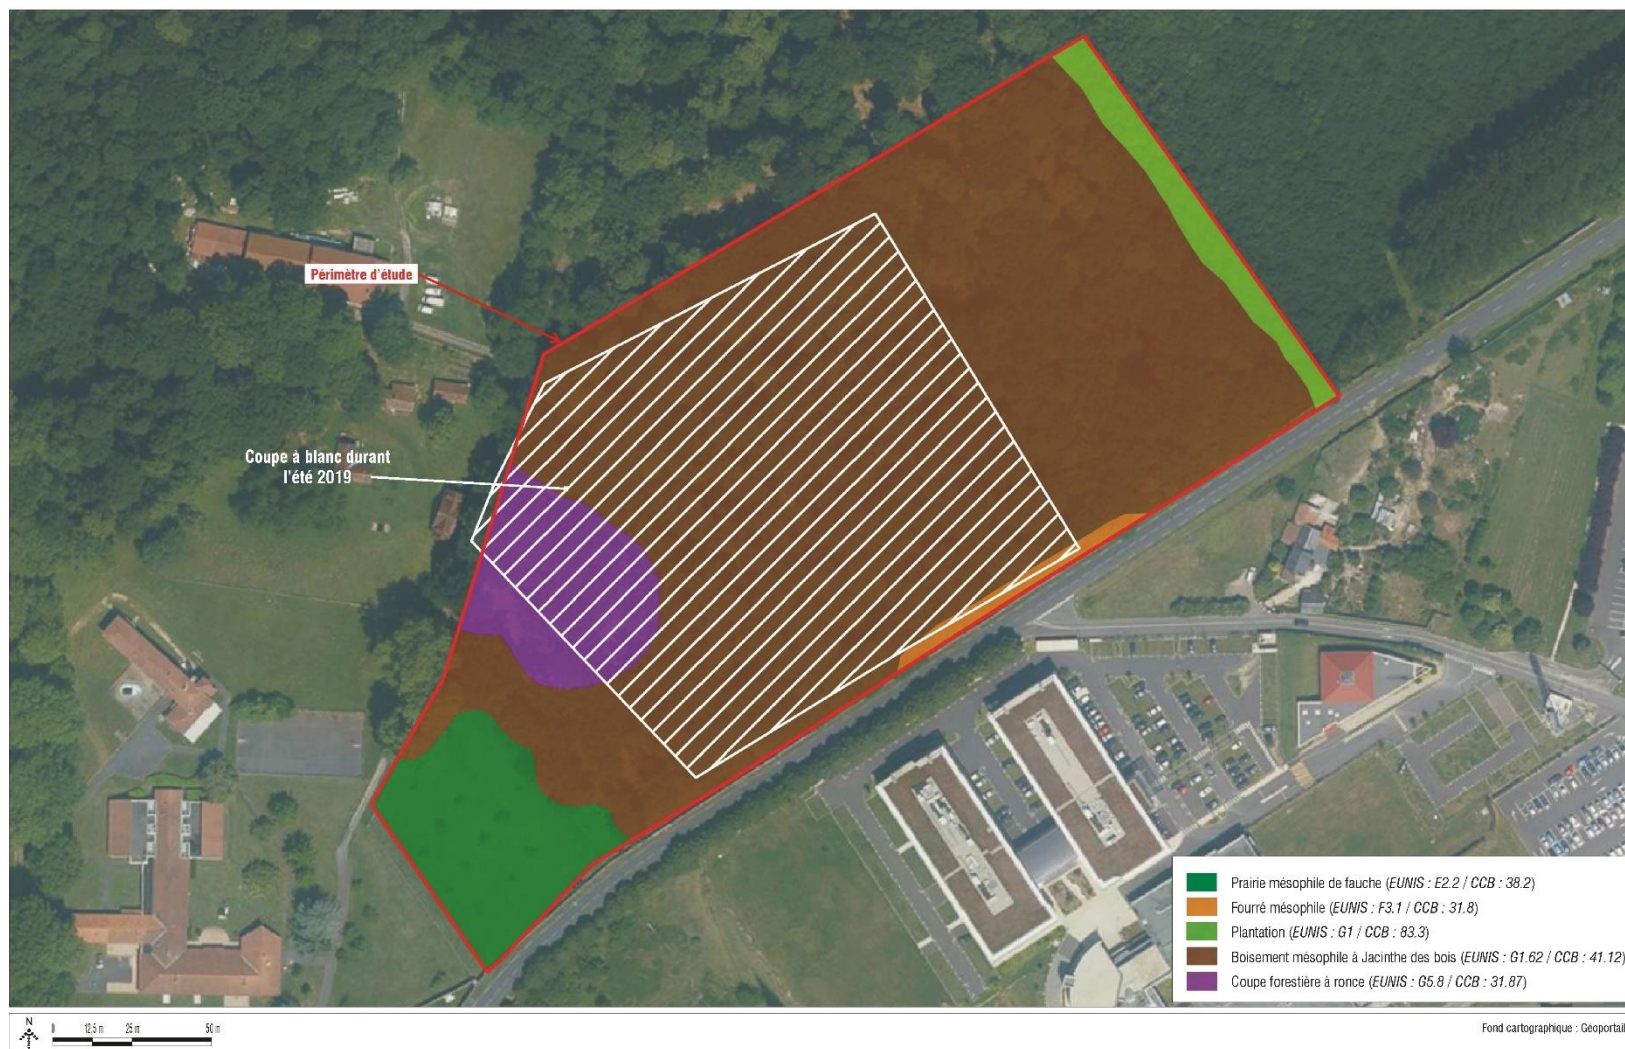 Périmètre d'étude
Coupe à blanc durant
l'été 2019
Prairie mésophile de fauche (EUNIS : E2.2 / CCB : 38.2)
Fourré mésophile (EUNIS : F3.1 / CCB : 31.8)
Plantation (EUNIS : G1 / CCB : 83.3)
Boisement mésophile à Jacinthe des bois (EUNIS : G1.62 / CCB : 41.12)
Coupe forestière à ronce (EUNIS : G5.8 / CCB : 31.87)
N
0 12,5 m 25 m 50 m
Fond cartographique : Géoportail